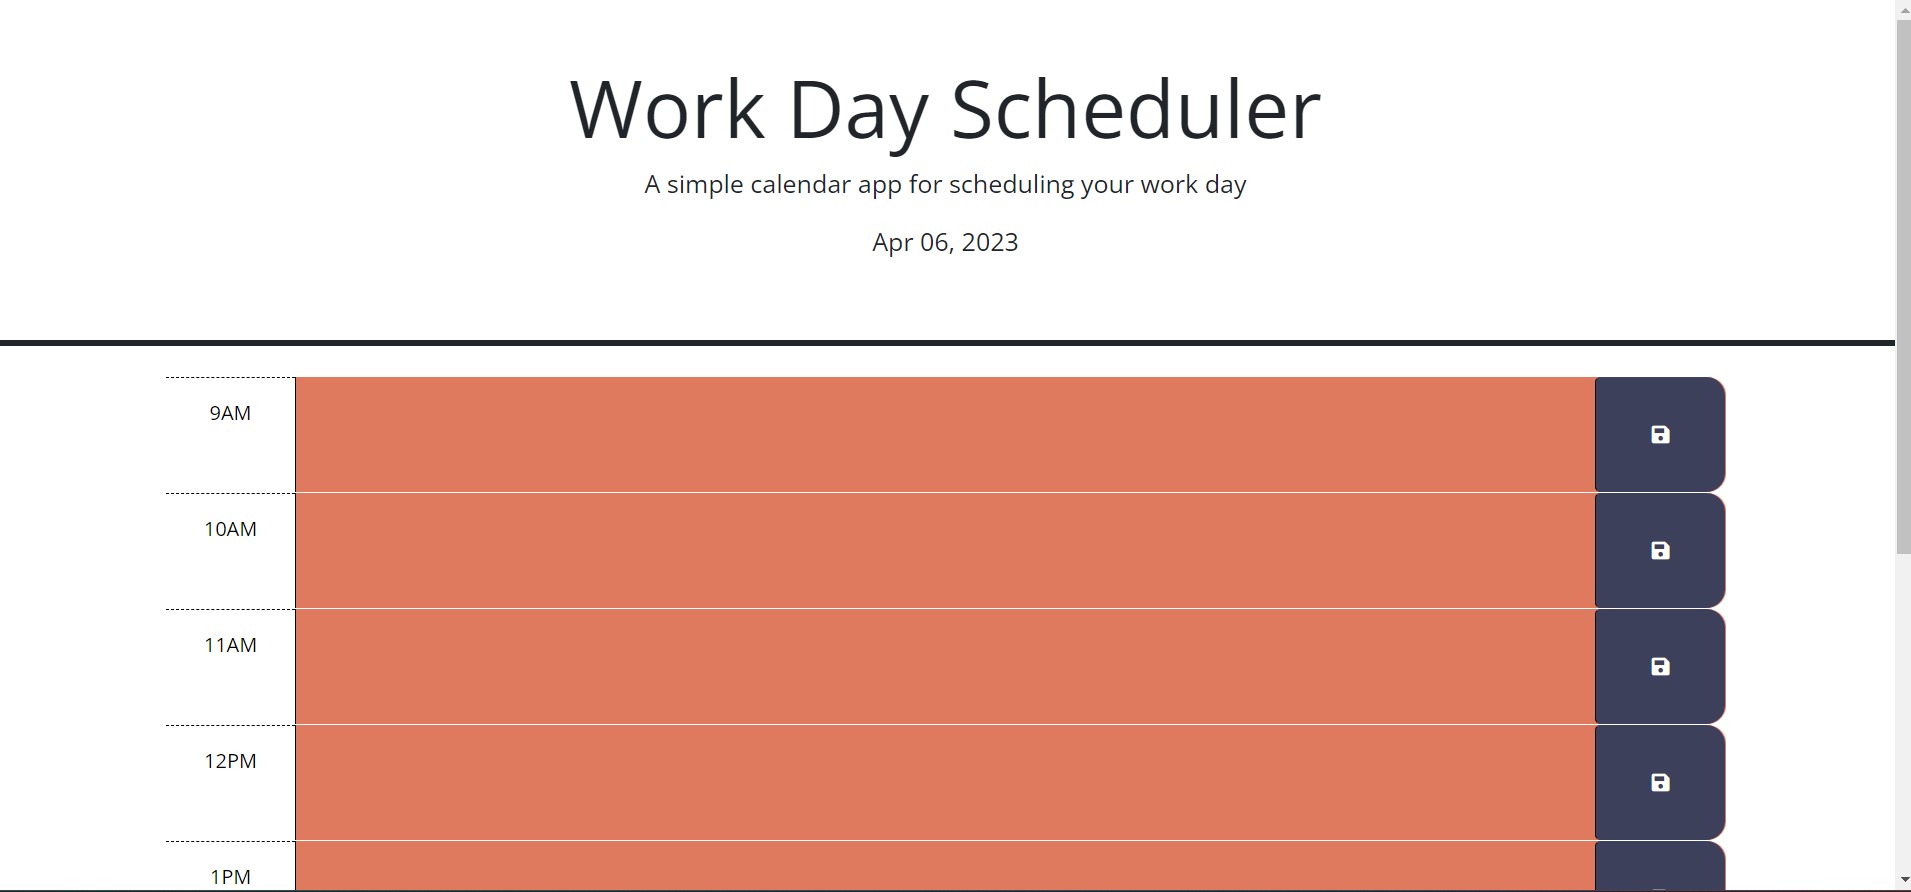 Work Day Scheduler
A simple calendar app for scheduling your work day
Apr 06, 2023
9AM
10AM
11AM
12PM
1PM